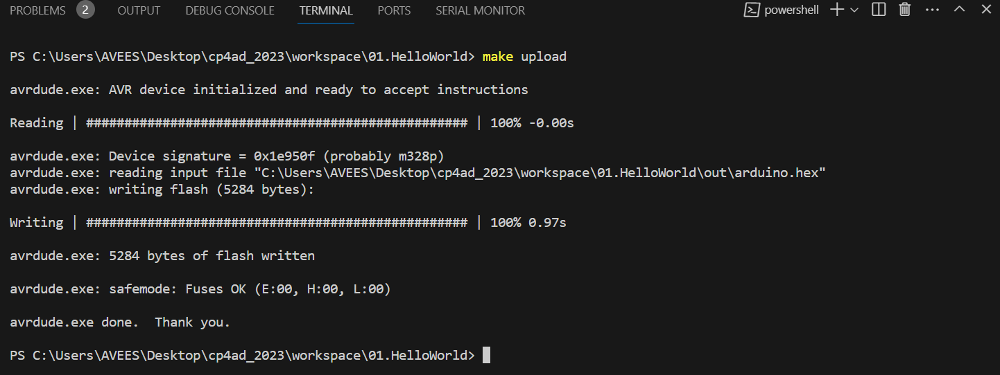 PROBLEMS 2 OUTPUT DEBUG CONSOLE TERMINAL PORTS SERIAL MONITOR powershell
PS C:\Users\AVEES\Desktop\cp4ad_2023\workspace\01.HelloWorld> make upload
avrdude.exe: AVR device initialized and ready to accept instructions
Reading | ################################################## | 100% -0.00s
avrdude.exe: Device signature = 0x1e950f (probably m328p)
avrdude.exe: reading input file "C:\Users\AVEES\Desktop\cp4ad_2023\workspace\01.HelloWorld\out\arduino.hex"
avrdude.exe: writing flash (5284 bytes):
Writing | ################################################## | 100% 0.97s
avrdude.exe: 5284 bytes of flash written
avrdude.exe: safemode: Fuses OK (E:00, H:00, L:00)
avrdude.exe done.  Thank you.
PS C:\Users\AVEES\Desktop\cp4ad_2023\workspace\01.HelloWorld>